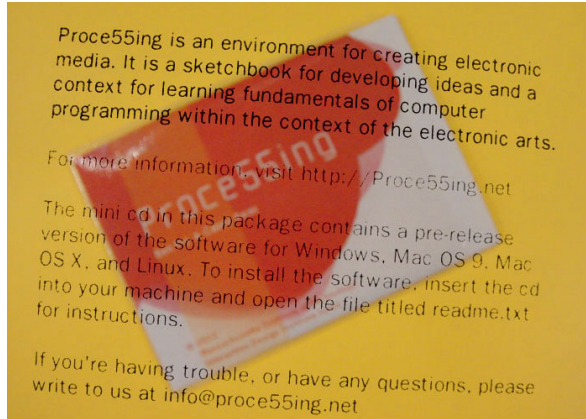 Proce55ing is an environment for creating electronic
media. It is a sketchbook for developing ideas and a
context for learning fundamentals of computer
programming within the context of the electronic arts.
For more information, visit http://Proce55ing.net
Proce55ing
The mini cd in this package contains a pre-release
version of the software for Windows, Mac OS 9, Mac
OS X, and Linux. To install the software, insert the cd
into your machine and open the file titled readme.txt
for instructions.
If you're having trouble, or have any questions, please
write to us at info@proce55ing.net